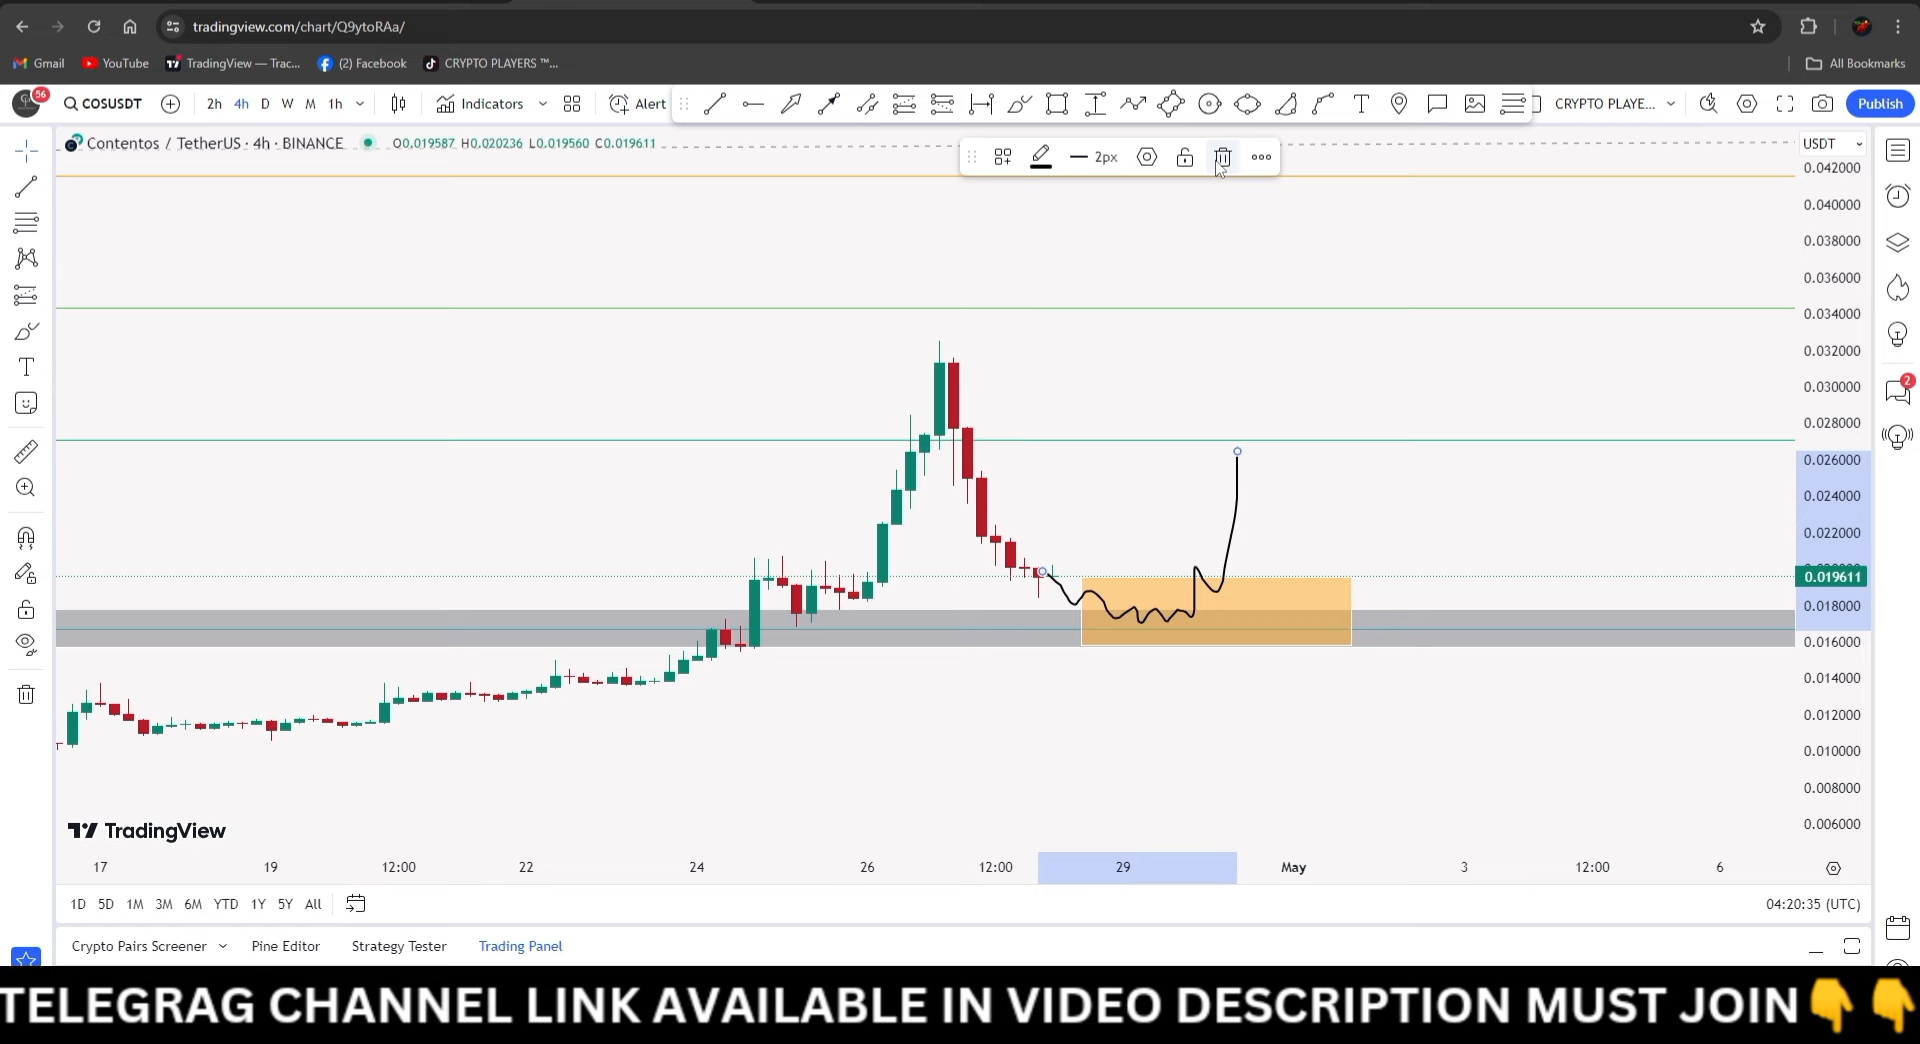 tradingview.com/chart/Q9ytoRAa/
Gmail YouTube TradingView — Trac... (2) Facebook CRYPTO PLAYERS ™... All Bookmarks
56 COSUSDT 2h 4h D W M 1h Indicators Alert CRYPTO PLAYE... Publish
Contentos / TetherUS · 4h · BINANCE O0.019587 H0.020236 L0.019560 C0.019611
USDT
2px
0.042000
0.040000
0.038000
0.036000
0.034000
0.032000
0.030000
2
0.028000
0.026000
0.024000
0.022000
0.019611
0.018000
0.016000
0.014000
0.012000
0.010000
0.008000
0.006000
TradingView
17 19 12:00 22 24 26 12:00 29 May 3 12:00 6
1D 5D 1M 3M 6M YTD 1Y 5Y All 04:20:35 (UTC)
Crypto Pairs Screener Pine Editor Strategy Tester Trading Panel
TELEGRAG CHANNEL LINK AVAILABLE IN VIDEO DESCRIPTION MUST JOIN👇👇